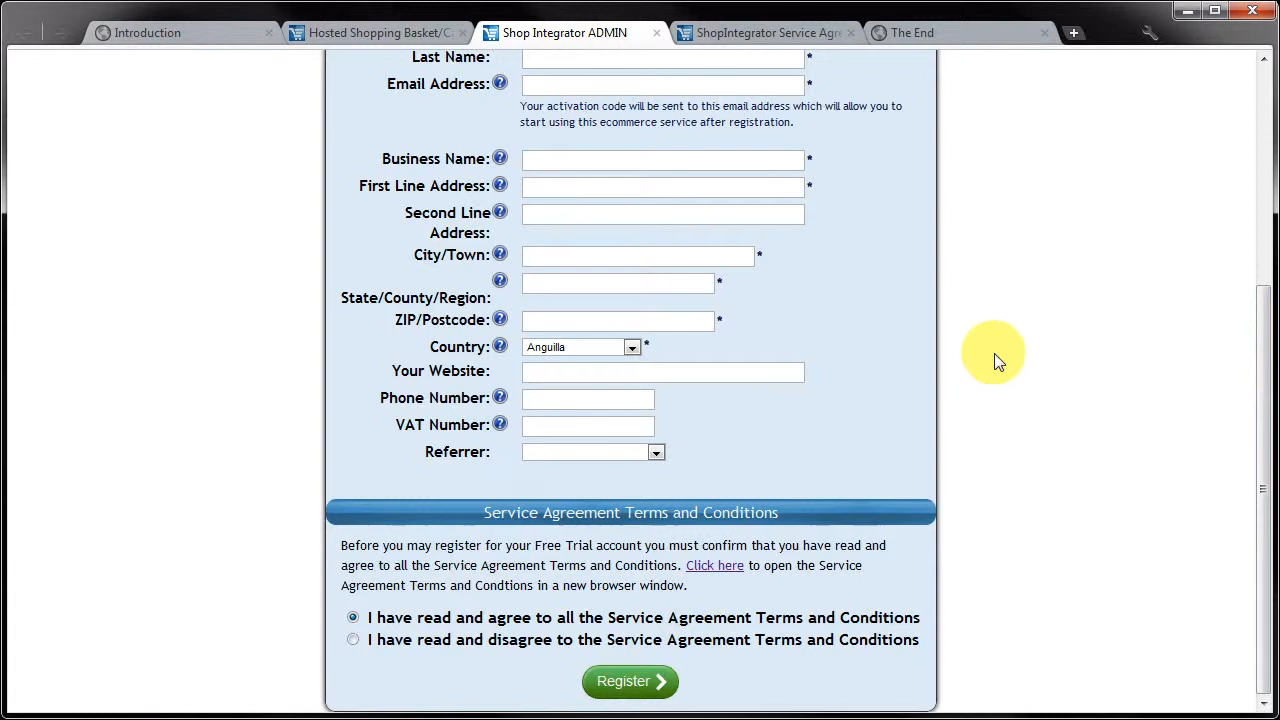 Introduction
Hosted Shopping Basket/Ca
Shop Integrator ADMIN
ShopIntegrator Service Agre
The End
Last Name: *
Email Address: *
Your activation code will be sent to this email address which will allow you to
start using this ecommerce service after registration.
Business Name: *
First Line Address: *
Second Line
Address:
City/Town: *
*
State/County/Region:
ZIP/Postcode: *
Country: Anguilla *
Your Website:
Phone Number:
VAT Number:
Referrer:
Service Agreement Terms and Conditions
Before you may register for your Free Trial account you must confirm that you have read and
agree to all the Service Agreement Terms and Conditions. Click here to open the Service
Agreement Terms and Condtions in a new browser window.
I have read and agree to all the Service Agreement Terms and Conditions
I have read and disagree to the Service Agreement Terms and Conditions
Register